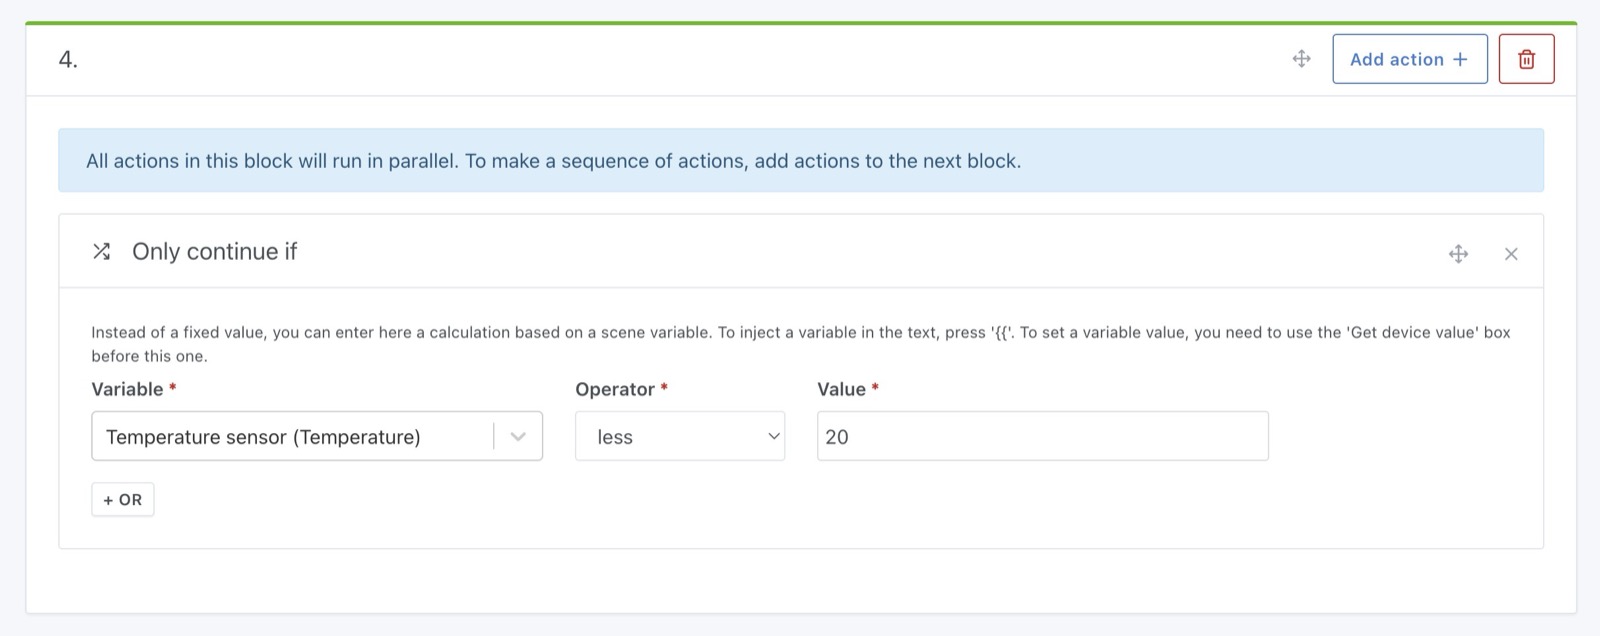 4.
Add action +
All actions in this block will run in parallel. To make a sequence of actions, add actions to the next block.
Only continue if
Instead of a fixed value, you can enter here a calculation based on a scene variable. To inject a variable in the text, press '{{'. To set a variable value, you need to use the 'Get device value' box
before this one.
Variable * Operator * Value *
Temperature sensor (Temperature) less 20
+ OR